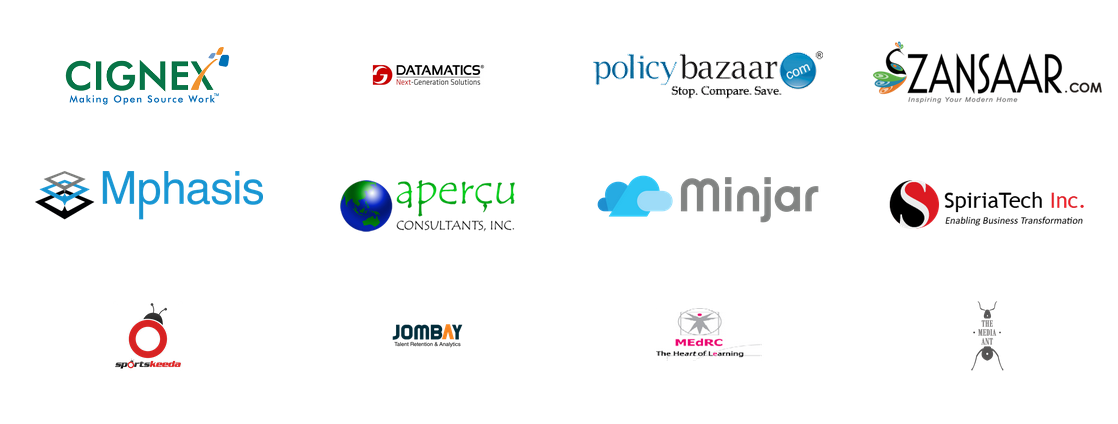 CIGNEX
Making Open Source Work™
DATAMATICS®
Next-Generation Solutions
policybazaar.com®
Stop. Compare. Save.
ZANSAAR.COM
Inspiring Your Modern Home
Mphasis
aperçu
CONSULTANTS, INC.
Minjar
SpiriaTech Inc.
Enabling Business Transformation
sportskeeda
JOMBAY
Talent Retention & Analytics
MEdRC
The Heart of Learning
THE
MEDIA
ANT